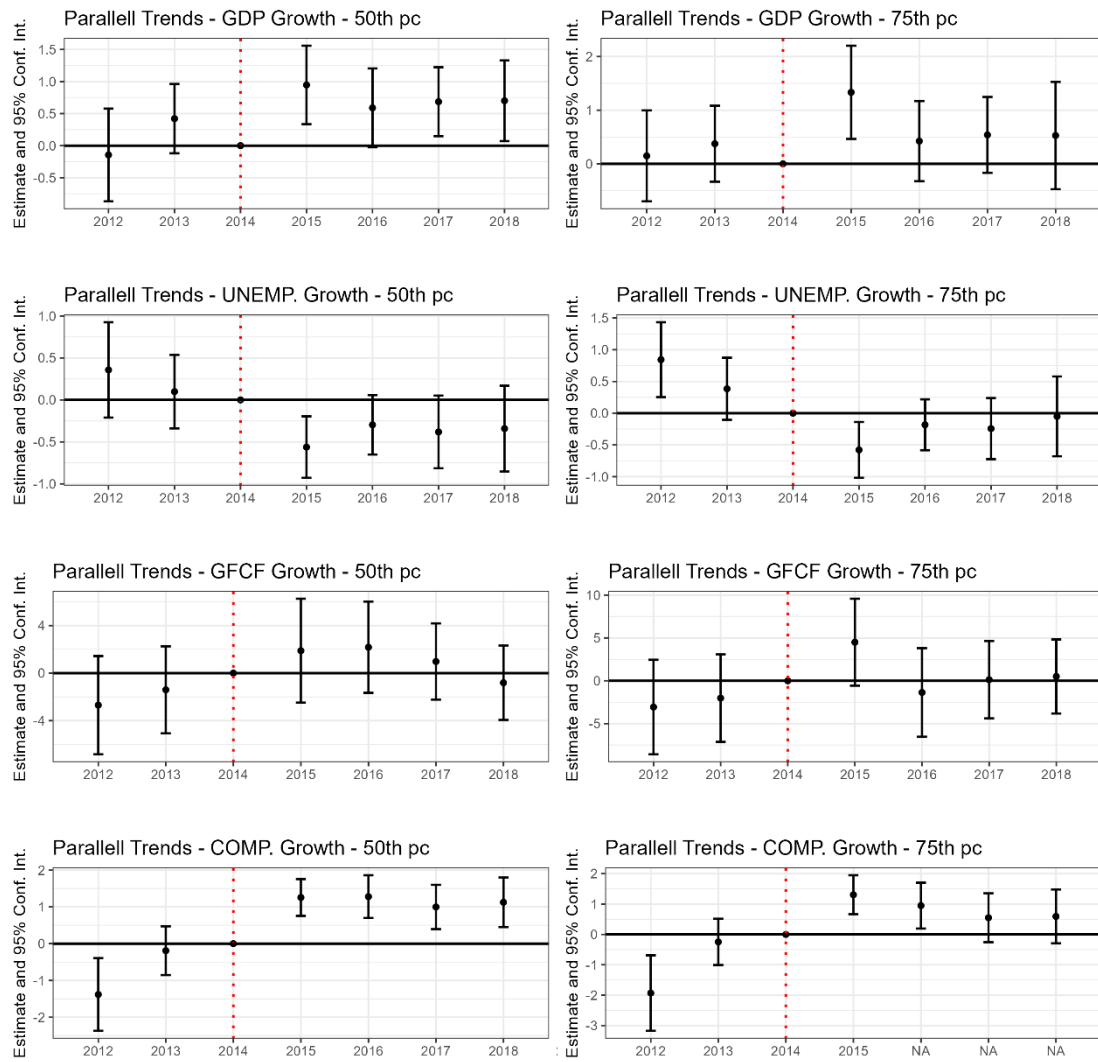 Parallell Trends - GDP Growth - 50th pc
Estimate and 95% Conf. Int.
1.5
1.0
0.5
0.0
-0.5
2012 2013 2014 2015 2016 2017 2018
Parallell Trends - GDP Growth - 75th pc
Estimate and 95% Conf. Int.
2
1
0
2012 2013 2014 2015 2016 2017 2018
Parallell Trends - UNEMP. Growth - 50th pc
Estimate and 95% Conf. Int.
1.0
0.5
0.0
-0.5
-1.0
2012 2013 2014 2015 2016 2017 2018
Parallell Trends - UNEMP. Growth - 75th pc
Estimate and 95% Conf. Int.
1.5
1.0
0.5
0.0
-0.5
-1.0
2012 2013 2014 2015 2016 2017 2018
Parallell Trends - GFCF Growth - 50th pc
Estimate and 95% Conf. Int.
4
0
-4
2012 2013 2014 2015 2016 2017 2018
Parallell Trends - GFCF Growth - 75th pc
Estimate and 95% Conf. Int.
10
5
0
-5
2012 2013 2014 2015 2016 2017 2018
Parallell Trends - COMP. Growth - 50th pc
Estimate and 95% Conf. Int.
2
1
0
-1
-2
2012 2013 2014 2015 2016 2017 2018
Parallell Trends - COMP. Growth - 75th pc
Estimate and 95% Conf. Int.
2
1
0
-1
-2
-3
2012 2013 2014 2015 NA NA NA